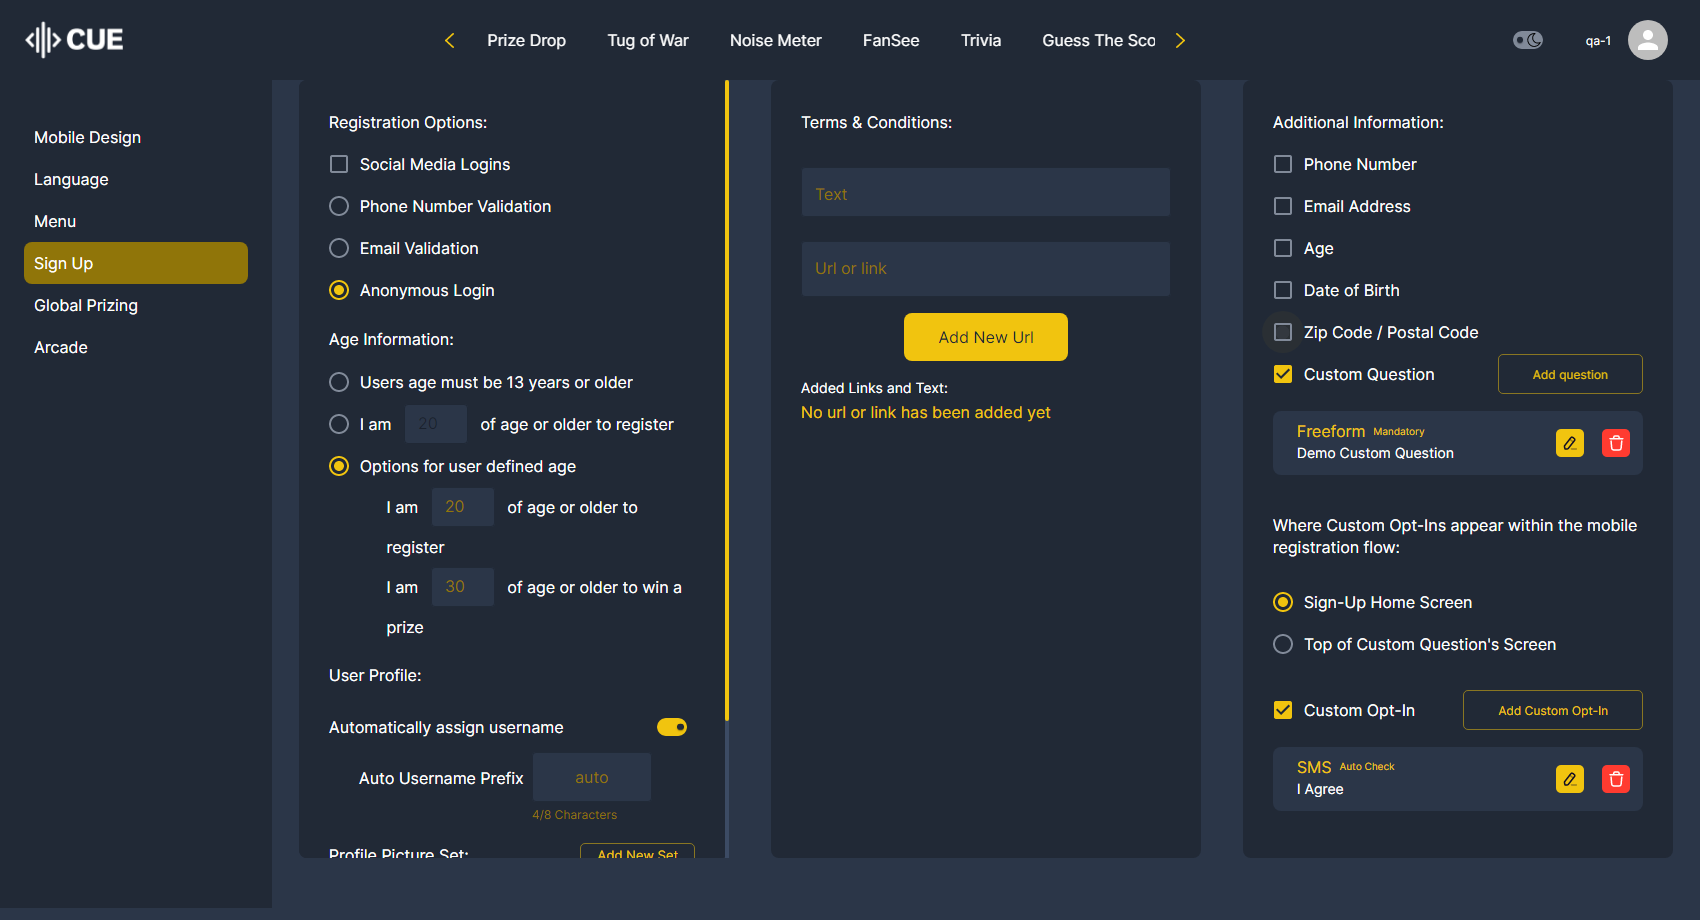 CUE
Prize Drop
Tug of War
Noise Meter
FanSee
Trivia
Guess The Sco
qa-1
Mobile Design
Language
Menu
Sign Up
Global Prizing
Arcade
Registration Options:
Social Media Logins
Phone Number Validation
Email Validation
Anonymous Login
Age Information:
Users age must be 13 years or older
I am 20 of age or older to register
Options for user defined age
I am 20 of age or older to
register
I am 30 of age or older to win a
prize
User Profile:
Automatically assign username
Auto Username Prefix auto
4/8 Characters
Profile Picture Set: Add New Set
Terms & Conditions:
Text
Url or link
Add New Url
Added Links and Text:
No url or link has been added yet
Additional Information:
Phone Number
Email Address
Age
Date of Birth
Zip Code / Postal Code
Custom Question Add question
Freeform Mandatory
Demo Custom Question
Where Custom Opt-Ins appear within the mobile
registration flow:
Sign-Up Home Screen
Top of Custom Question's Screen
Custom Opt-In Add Custom Opt-In
SMS Auto Check
I Agree